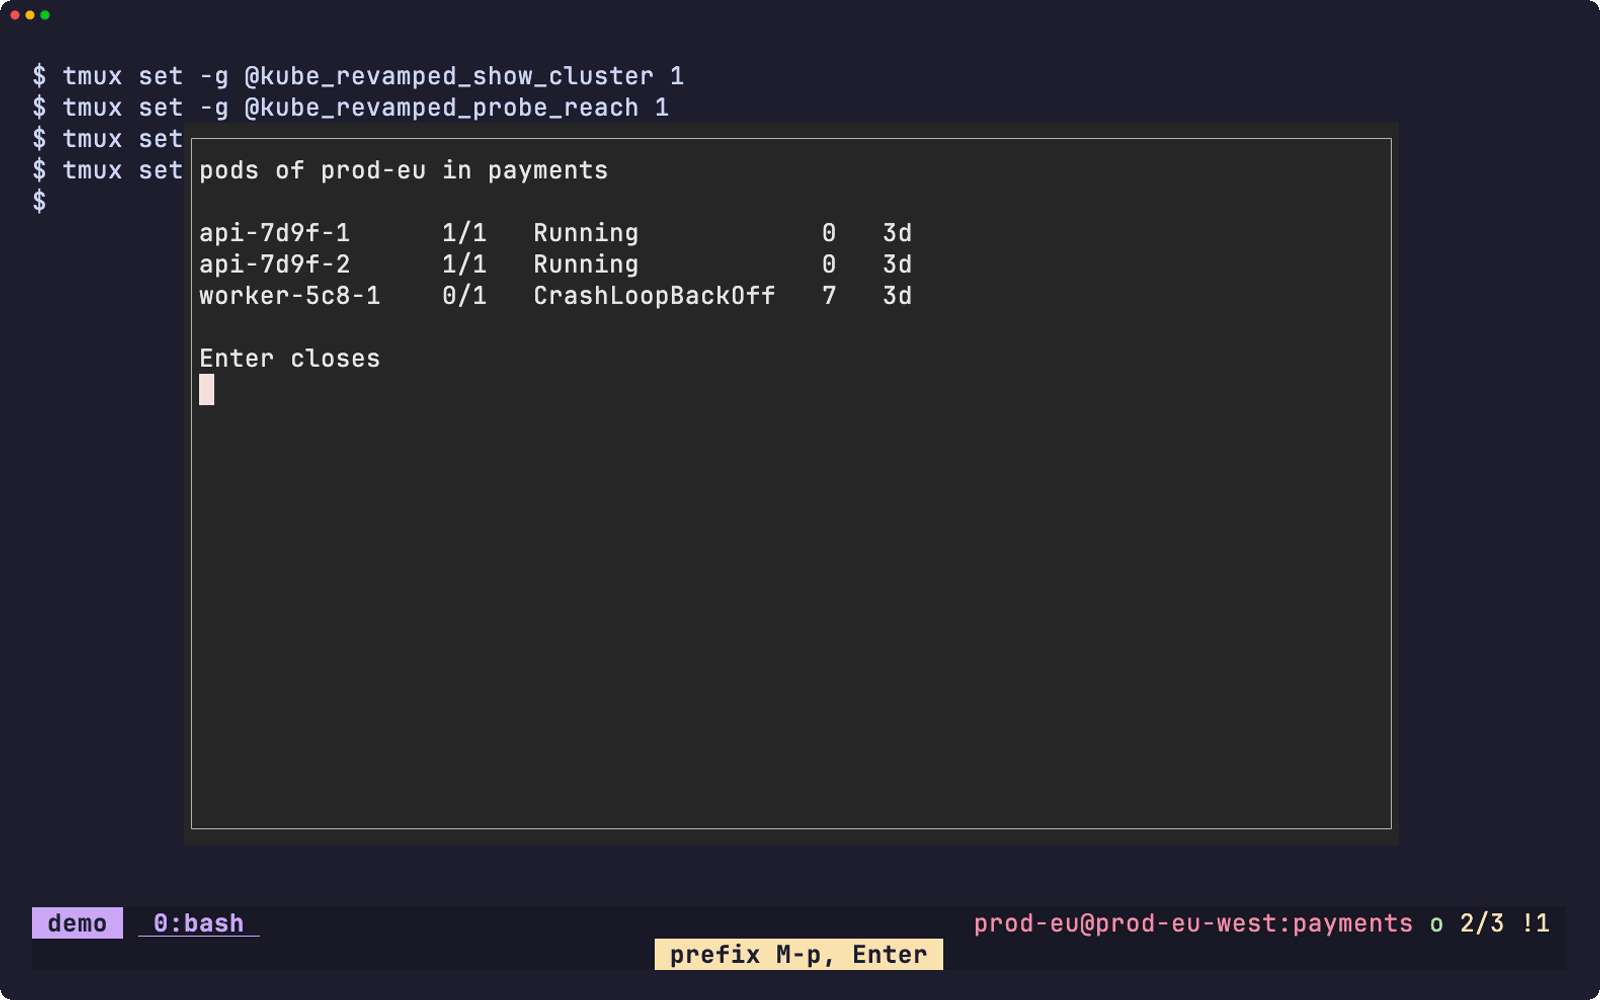 $ tmux set -g @kube_revamped_show_cluster 1
$ tmux set -g @kube_revamped_probe_reach 1
$ tmux set
$ tmux set
$
pods of prod-eu in payments
api-7d9f-1      1/1   Running            0   3d
api-7d9f-2      1/1   Running            0   3d
worker-5c8-1    0/1   CrashLoopBackOff   7   3d
Enter closes
demo  0:bash  prod-eu@prod-eu-west:payments o 2/3 !1
prefix M-p, Enter